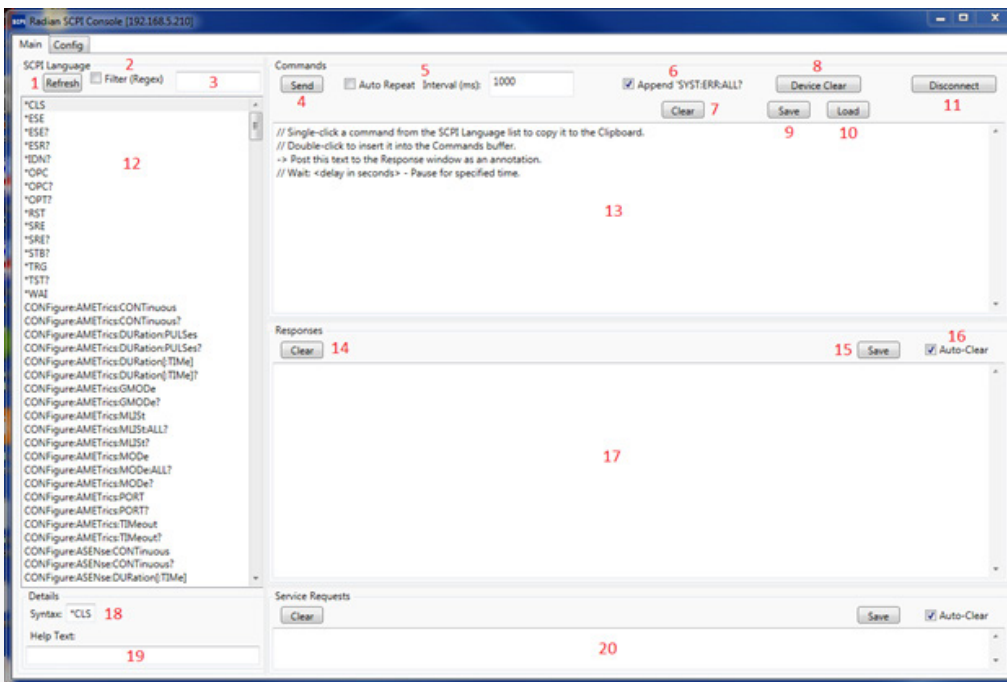 SCPI Radian SCPI Console [192.168.5.210]
Main Config
SCPI Language 2
1 Refresh Filter (Regex) 3
*CLS
*ESE
*ESE?
*ESR?
*IDN? 12
*OPC
*OPC?
*OPT?
*RST
*SRE
*SRE?
*STB?
*TRG
*TST?
*WAI
CONFigure:AMETrics:CONTinuous
CONFigure:AMETrics:CONTinuous?
CONFigure:AMETrics:DURation:PULSes
CONFigure:AMETrics:DURation:PULSes?
CONFigure:AMETrics:DURation[:TIMe]
CONFigure:AMETrics:DURation[:TIMe]?
CONFigure:AMETrics:GMODe
CONFigure:AMETrics:GMODe?
CONFigure:AMETrics:MLISt
CONFigure:AMETrics:MLISt:ALL?
CONFigure:AMETrics:MLISt?
CONFigure:AMETrics:MODe
CONFigure:AMETrics:MODe:ALL?
CONFigure:AMETrics:MODe?
CONFigure:AMETrics:PORT
CONFigure:AMETrics:PORT?
CONFigure:AMETrics:TIMeout
CONFigure:AMETrics:TIMeout?
CONFigure:ASENse:CONTinuous
CONFigure:ASENse:CONTinuous?
CONFigure:ASENse:DURation[:TIMe]
Details
Syntax: *CLS 18
Help Text:
19
Commands 5 6 8
Send Auto Repeat Interval (ms): 1000 Append 'SYST:ERR:ALL? Device Clear Disconnect
4 Clear 7 Save Load 11
9 10
// Single-click a command from the SCPI Language list to copy it to the Clipboard.
// Double-click to insert it into the Commands buffer.
-> Post this text to the Response window as an annotation.
// Wait: <delay in seconds> - Pause for specified time.
13
Responses 16
Clear 14 15 Save Auto-Clear
17
Service Requests
Clear Save Auto-Clear
20